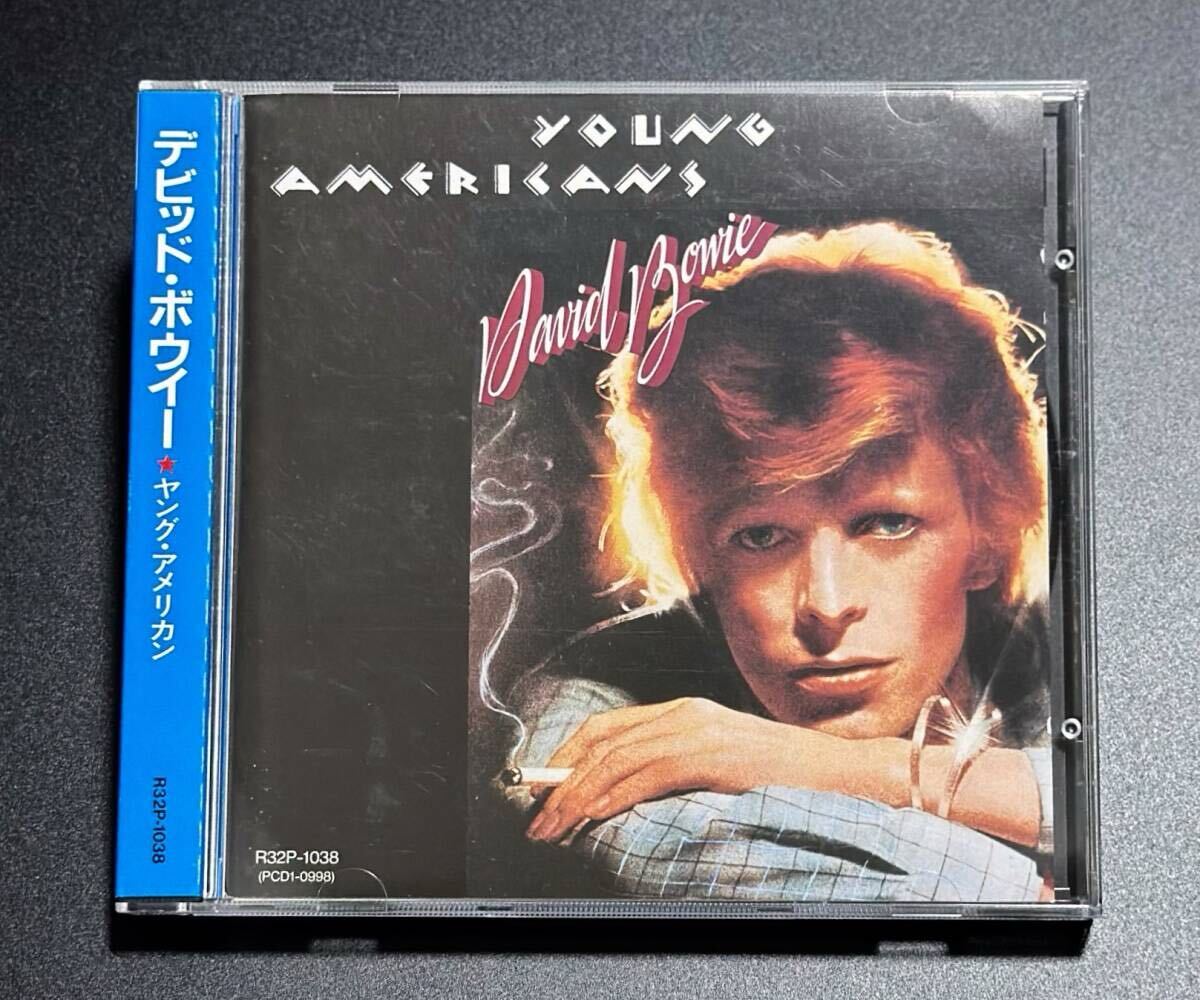 デビッド・ボウイー★ヤング・アメリカン
R32P-1038
YOUNG
AMERICANS
David Bowie
R32P-1038
(PCD1-0998)